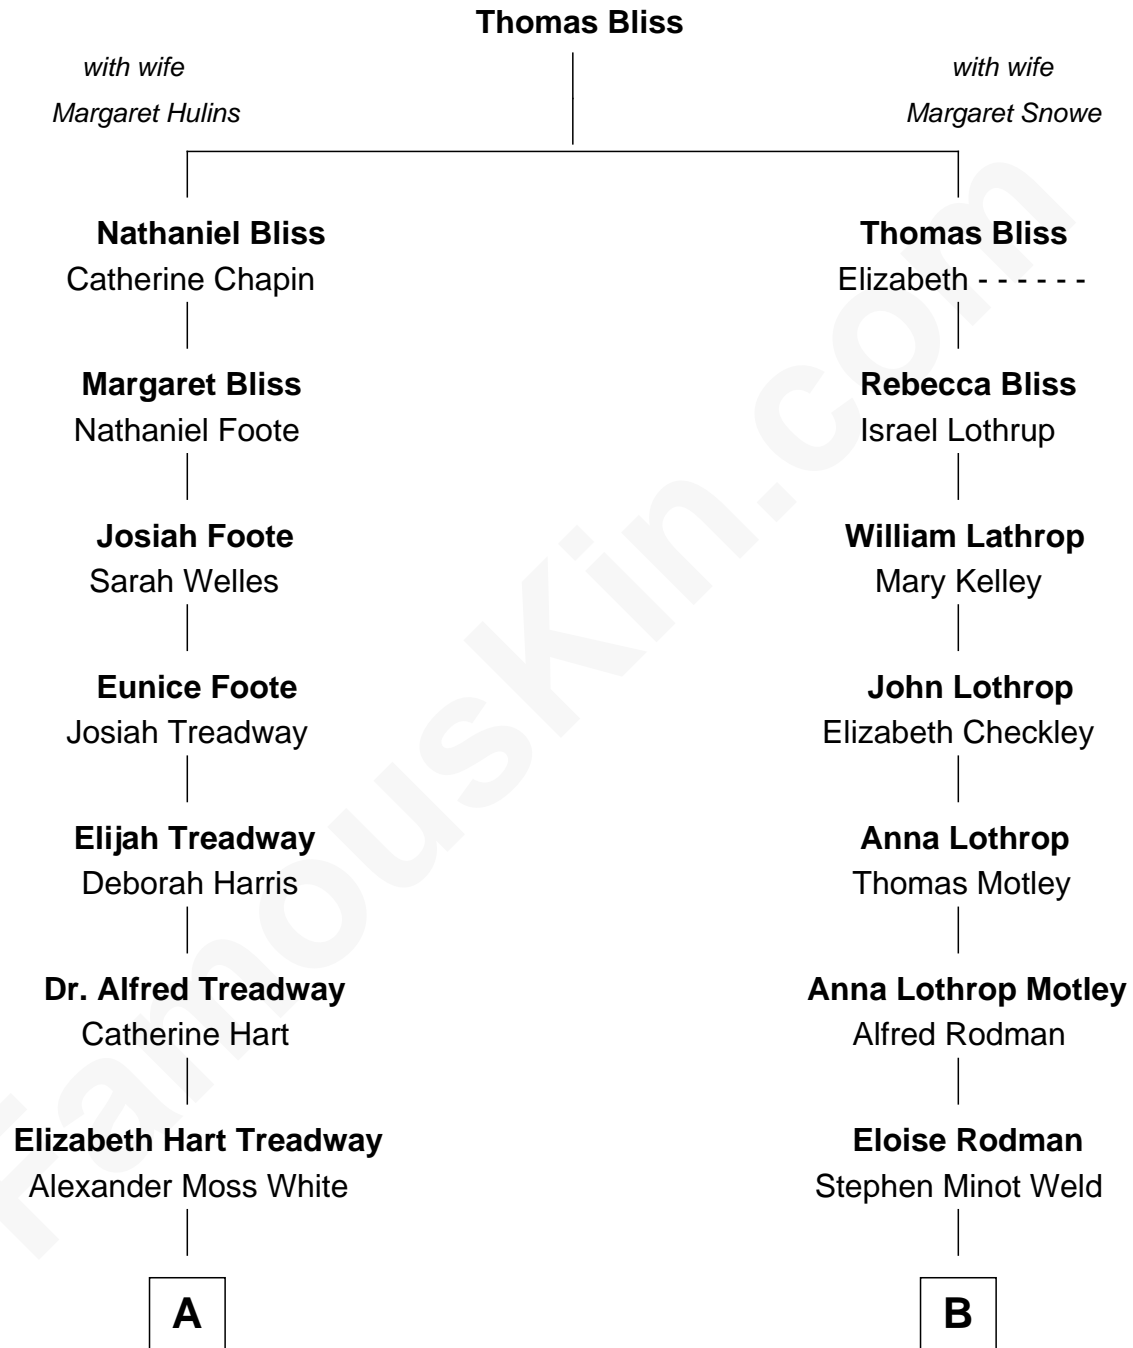 Thomas Bliss
with wife
Margaret Hulins
with wife
Margaret Snowe
Nathaniel Bliss
Catherine Chapin
Thomas Bliss
Elizabeth - - - - - -
Margaret Bliss
Nathaniel Foote
Rebecca Bliss
Israel Lothrup
Josiah Foote
Sarah Welles
William Lathrop
Mary Kelley
Eunice Foote
Josiah Treadway
John Lothrop
Elizabeth Checkley
Elijah Treadway
Deborah Harris
Anna Lothrop
Thomas Motley
Dr. Alfred Treadway
Catherine Hart
Anna Lothrop Motley
Alfred Rodman
Elizabeth Hart Treadway
Alexander Moss White
Eloise Rodman
Stephen Minot Weld
A
B
FamousKin.com